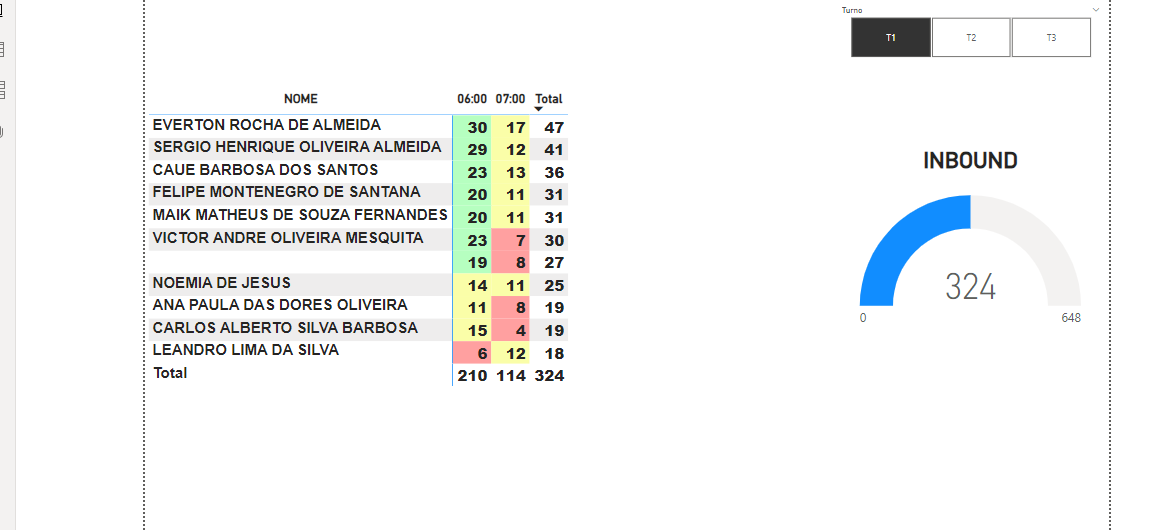 Turno
T1 T2 T3
NOME 06:00 07:00 Total
EVERTON ROCHA DE ALMEIDA 30 17 47
SERGIO HENRIQUE OLIVEIRA ALMEIDA 29 12 41
CAUE BARBOSA DOS SANTOS 23 13 36
FELIPE MONTENEGRO DE SANTANA 20 11 31
MAIK MATHEUS DE SOUZA FERNANDES 20 11 31
VICTOR ANDRE OLIVEIRA MESQUITA 23 7 30
19 8 27
NOEMIA DE JESUS 14 11 25
ANA PAULA DAS DORES OLIVEIRA 11 8 19
CARLOS ALBERTO SILVA BARBOSA 15 4 19
LEANDRO LIMA DA SILVA 6 12 18
Total 210 114 324
INBOUND
324
0 648